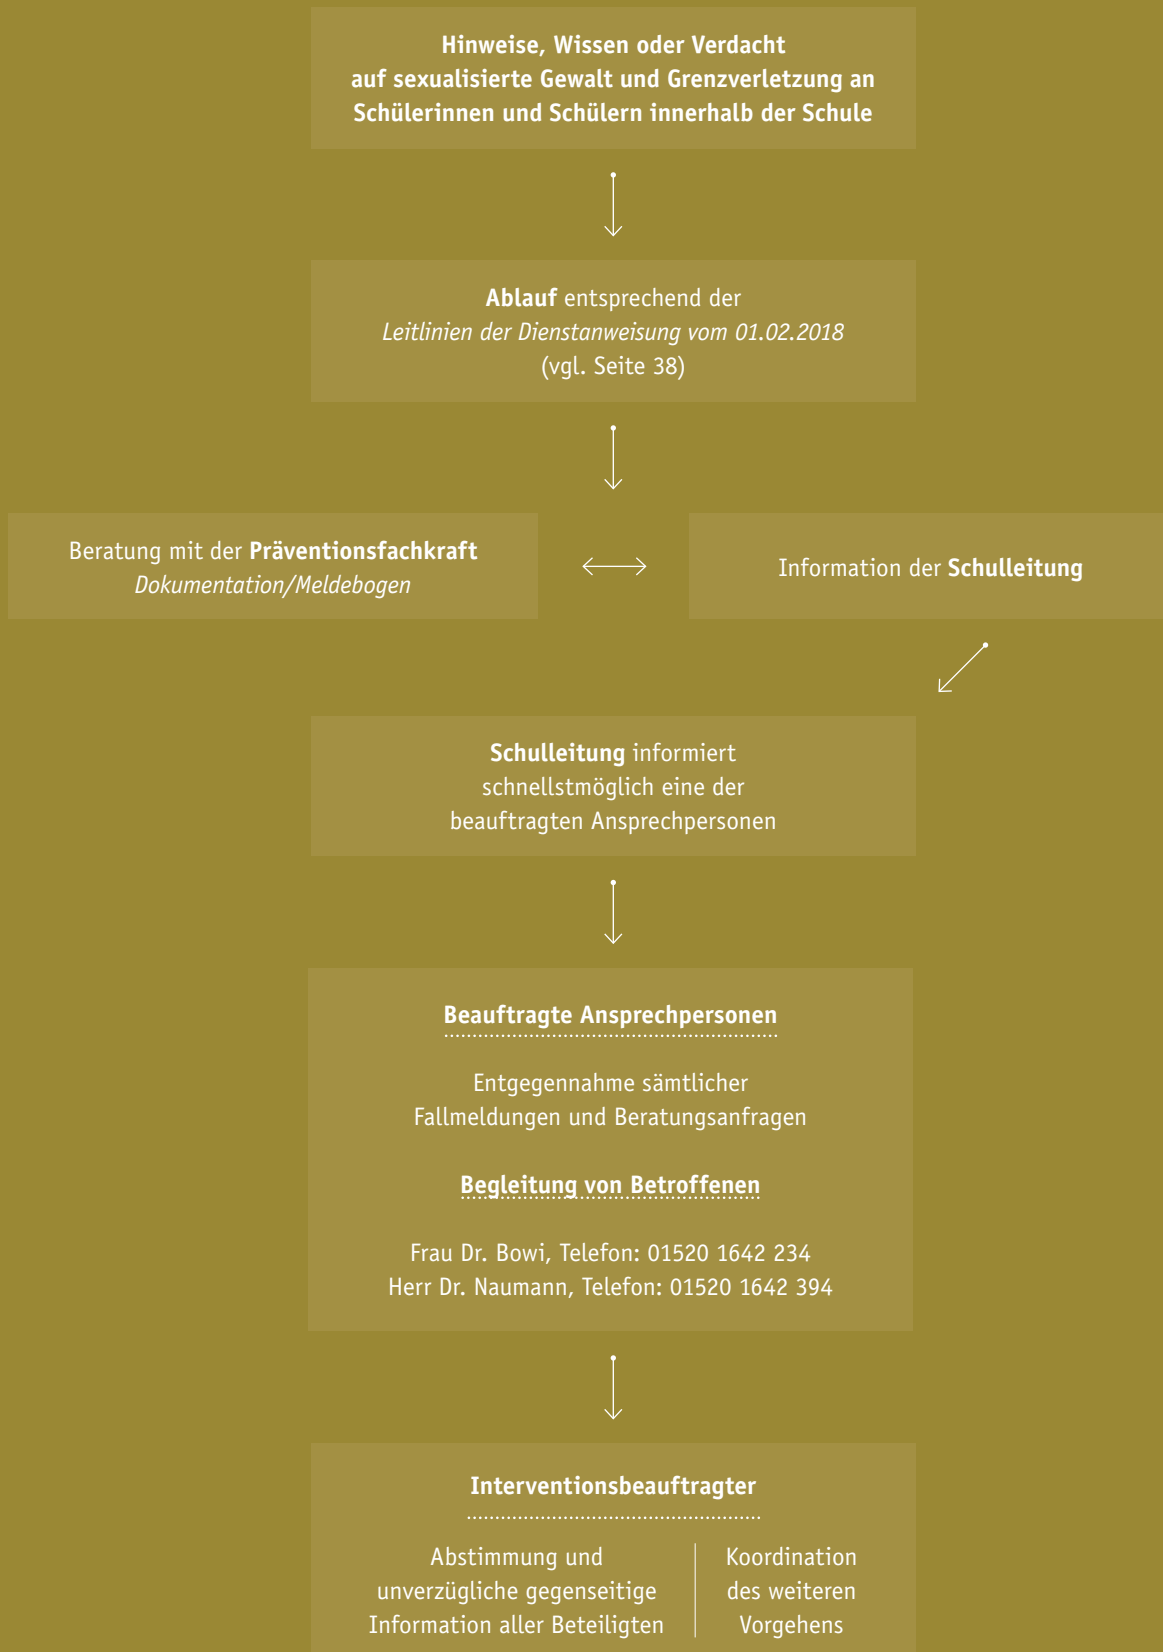 Hinweise, Wissen oder Verdacht
auf sexualisierte Gewalt und Grenzverletzung an
Schülerinnen und Schülern innerhalb der Schule
Ablauf entsprechend der
Leitlinien der Dienstanweisung vom 01.02.2018
(vgl. Seite 38)
Beratung mit der Präventionsfachkraft
Dokumentation/Meldebogen
Information der Schulleitung
Schulleitung informiert
schnellstmöglich eine der
beauftragten Ansprechpersonen
Beauftragte Ansprechpersonen
Entgegennahme sämtlicher
Fallmeldungen und Beratungsanfragen
Begleitung von Betroffenen
Frau Dr. Bowi, Telefon: 01520 1642 234
Herr Dr. Naumann, Telefon: 01520 1642 394
Interventionsbeauftragter
Abstimmung und
unverzügliche gegenseitige
Information aller Beteiligten
Koordination
des weiteren
Vorgehens